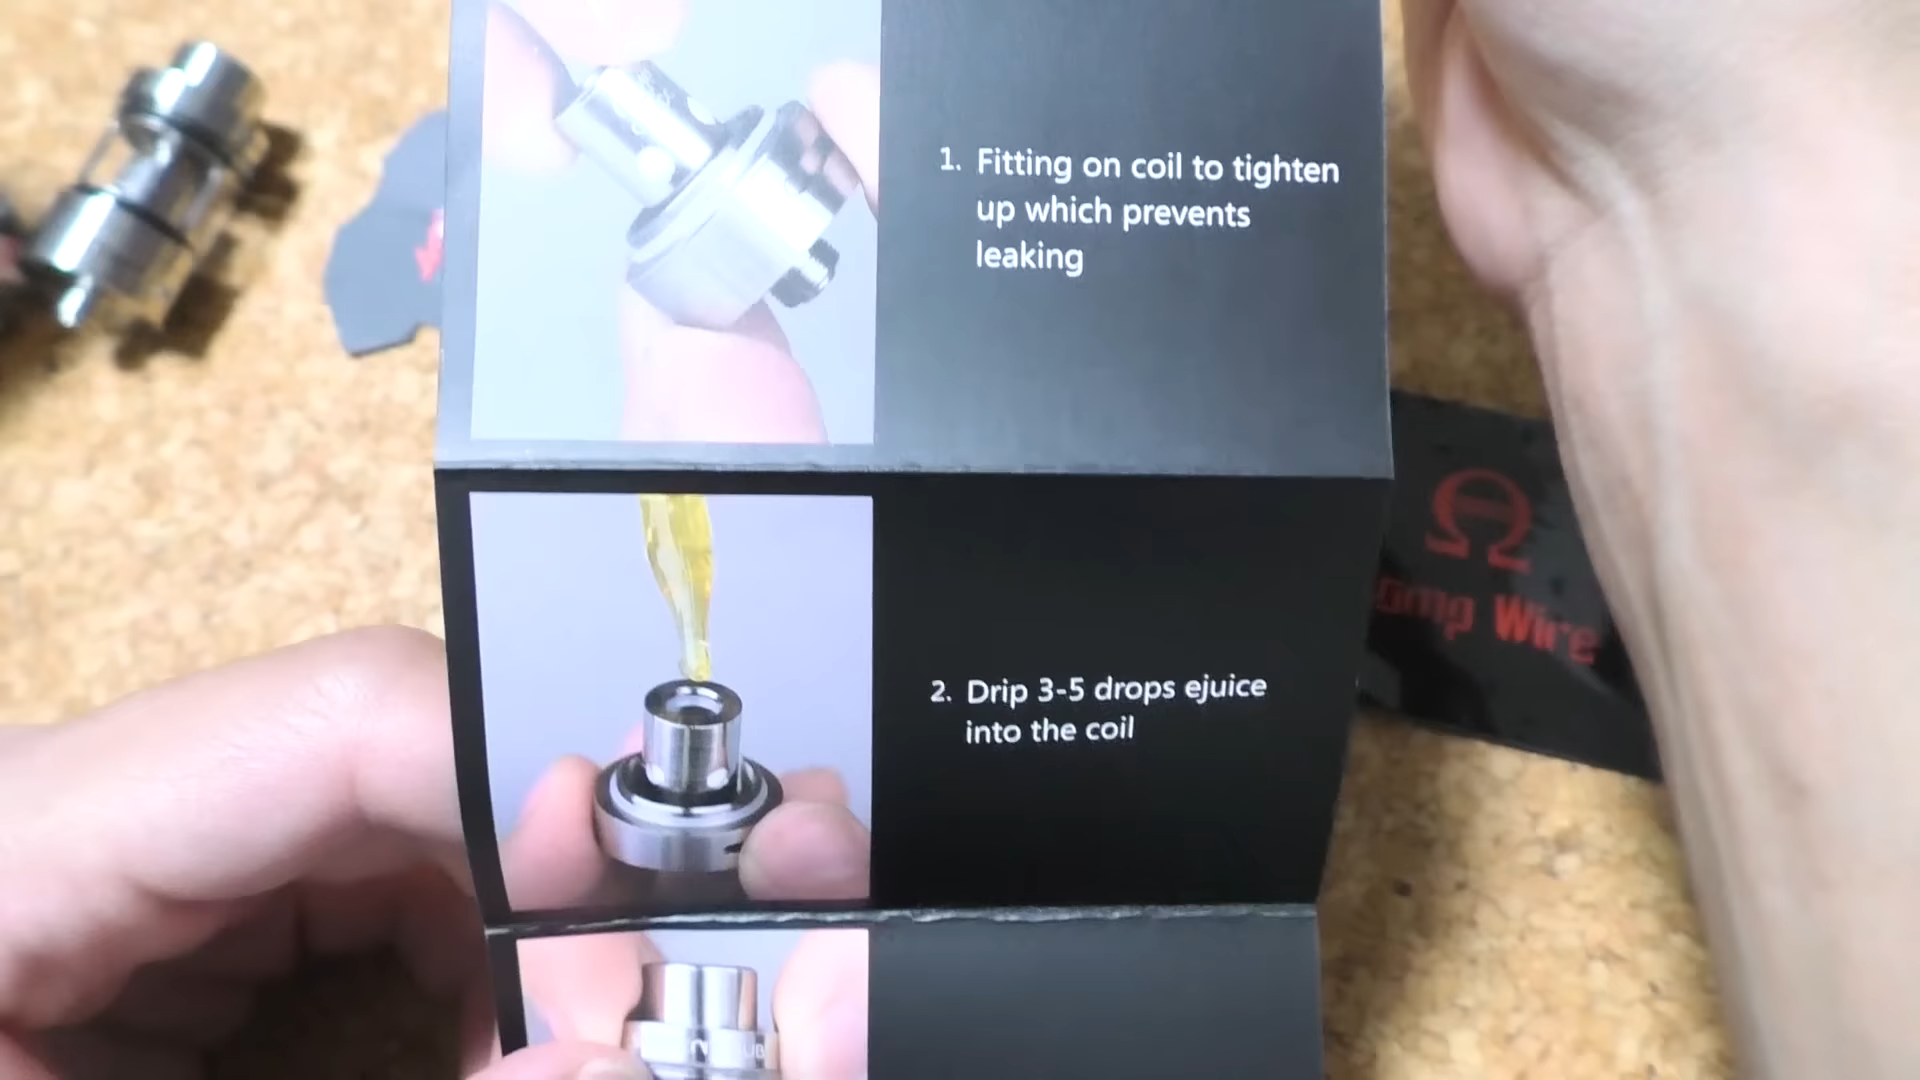 1. Fitting on coil to tighten
up which prevents
leaking
2. Drip 3-5 drops ejuice
into the coil
Ω
Wire